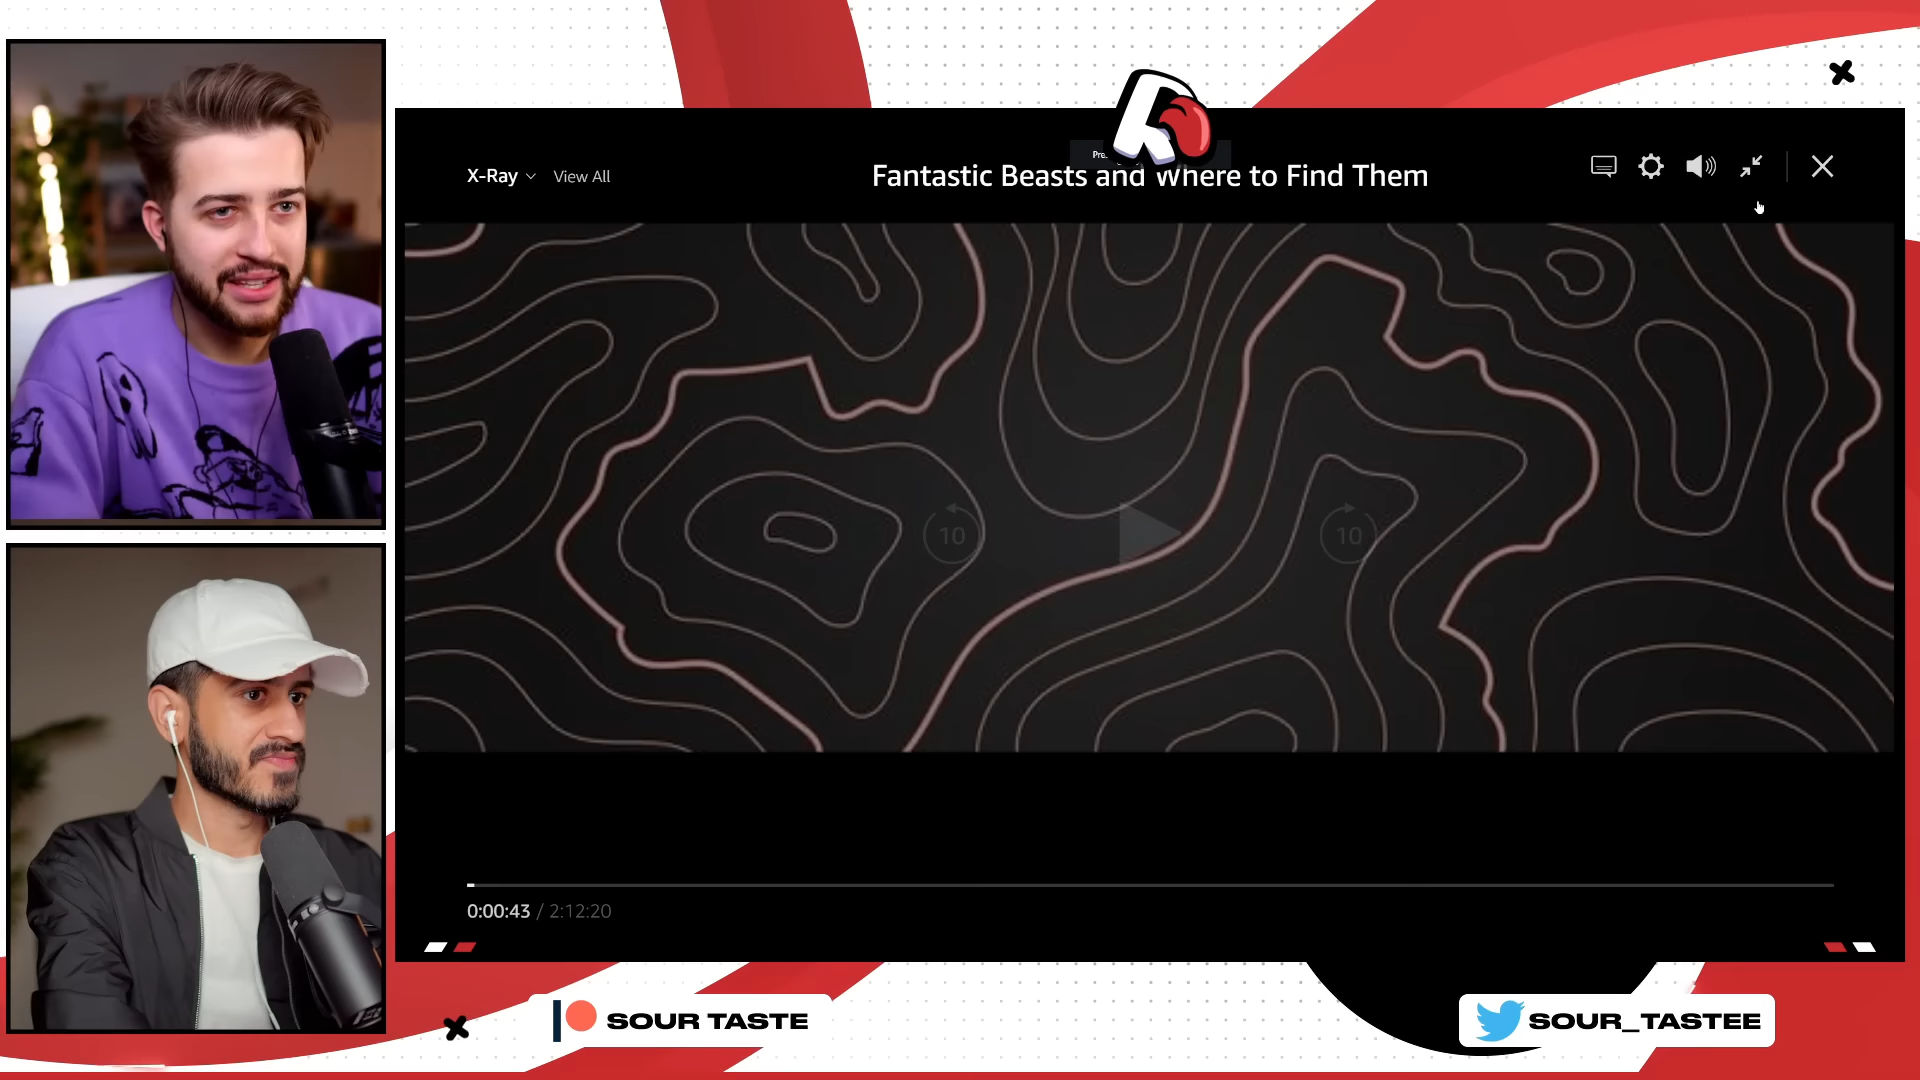 X-Ray
View All
Fantastic Beasts and Where to Find Them
10
10
0:00:43 / 2:12:20
SOUR TASTE
SOUR_TASTEE